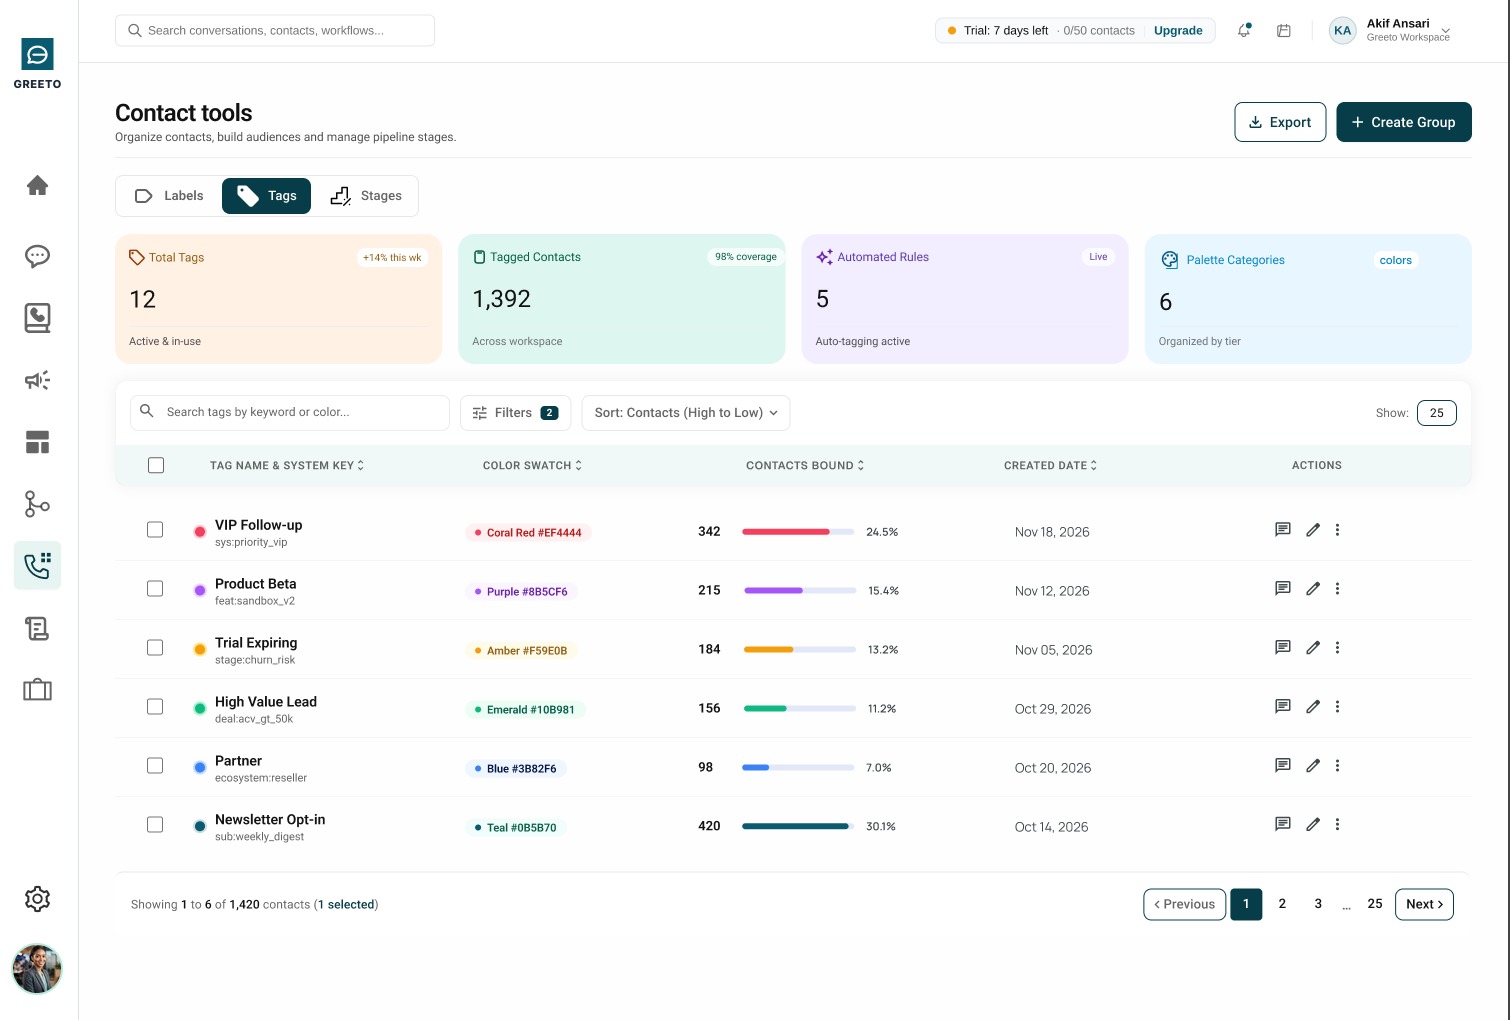 GREETO
Search conversations, contacts, workflows...
Trial: 7 days left · 0/50 contacts Upgrade
KA
Akif Ansari
Greeto Workspace
Contact tools
Organize contacts, build audiences and manage pipeline stages.
Export
+ Create Group
Labels
Tags
Stages
Total Tags
+14% this wk
12
Active & in-use
Tagged Contacts
98% coverage
1,392
Across workspace
Automated Rules
Live
5
Auto-tagging active
Palette Categories
colors
6
Organized by tier
Search tags by keyword or color...
Filters 2
Sort: Contacts (High to Low)
Show: 25
TAG NAME & SYSTEM KEY
COLOR SWATCH
CONTACTS BOUND
CREATED DATE
ACTIONS
VIP Follow-up
sys:priority_vip
Coral Red #EF4444
342
24.5%
Nov 18, 2026
Product Beta
feat:sandbox_v2
Purple #8B5CF6
215
15.4%
Nov 12, 2026
Trial Expiring
stage:churn_risk
Amber #F59E0B
184
13.2%
Nov 05, 2026
High Value Lead
deal:acv_gt_50k
Emerald #10B981
156
11.2%
Oct 29, 2026
Partner
ecosystem:reseller
Blue #3B82F6
98
7.0%
Oct 20, 2026
Newsletter Opt-in
sub:weekly_digest
Teal #0B5B70
420
30.1%
Oct 14, 2026
Showing 1 to 6 of 1,420 contacts (1 selected)
‹ Previous
1
2
3
...
25
Next ›